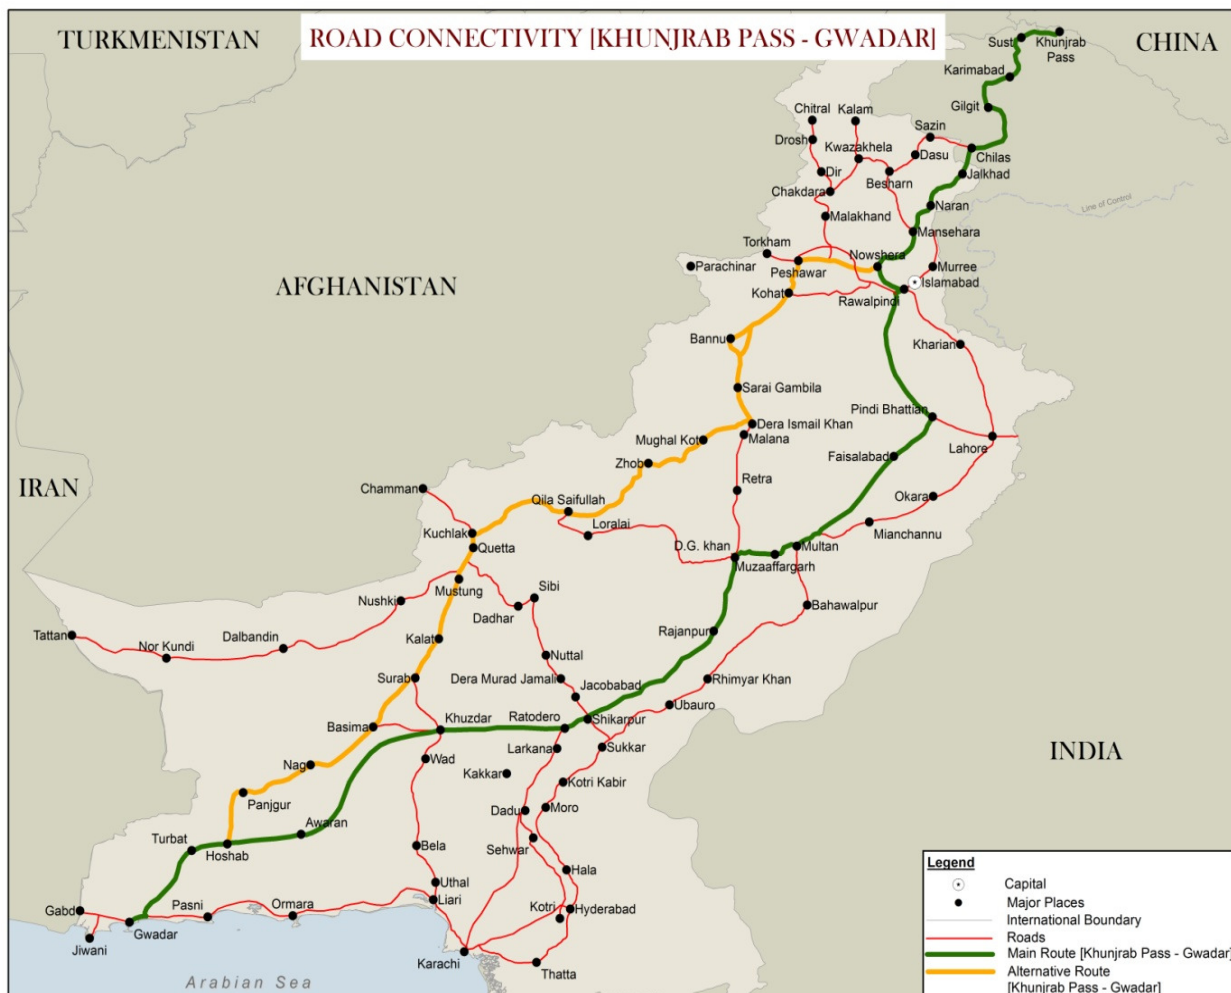 TURKMENISTAN
ROAD CONNECTIVITY [KHUNJRAB PASS - GWADAR]
CHINA
Sust
Khunjrab
Pass
Karimabad
Gilgit
Chitral
Kalam
Sazin
Drosh
Kwazakhela
Dasu
Chilas
Dir
Besharn
Jalkhad
Chakdara
Line of Control
Naran
Malakhand
Mansehara
Torkham
Nowshera
Parachinar
Peshawar
Murree
Islamabad
AFGHANISTAN
Kohat
Rawalpindi
Bannu
Kharian
Sarai Gambila
Pindi Bhattian
Dera Ismail Khan
Mughal Kot
Malana
Lahore
Zhob
Faisalabad
IRAN
Chamman
Retra
Qila Saifullah
Okara
Loralai
Mianchannu
Kuchlak
Quetta
D.G. khan
Multan
Muzaaffargarh
Mustung
Sibi
Nushki
Dadhar
Bahawalpur
Tattan
Nor Kundi
Dalbandin
Kalat
Rajanpur
Nuttal
Surab
Dera Murad Jamali
Rhimyar Khan
Jacobabad
Ubauro
Basima
Khuzdar
Ratodero
Shikarpur
Larkana
Sukkar
INDIA
Wad
Nag
Kakkar
Kotri Kabir
Panjgur
Dadu
Moro
Awaran
Turbat
Hoshab
Bela
Sehwar
Hala
Uthal
Liari
Gabd
Pasni
Ormara
Kotri
Hyderabad
Gwadar
Jiwani
Karachi
Thatta
Arabian Sea
Legend
Capital
Major Places
International Boundary
Roads
Main Route [Khunjrab Pass - Gwadar]
Alternative Route
[Khunjrab Pass - Gwadar]